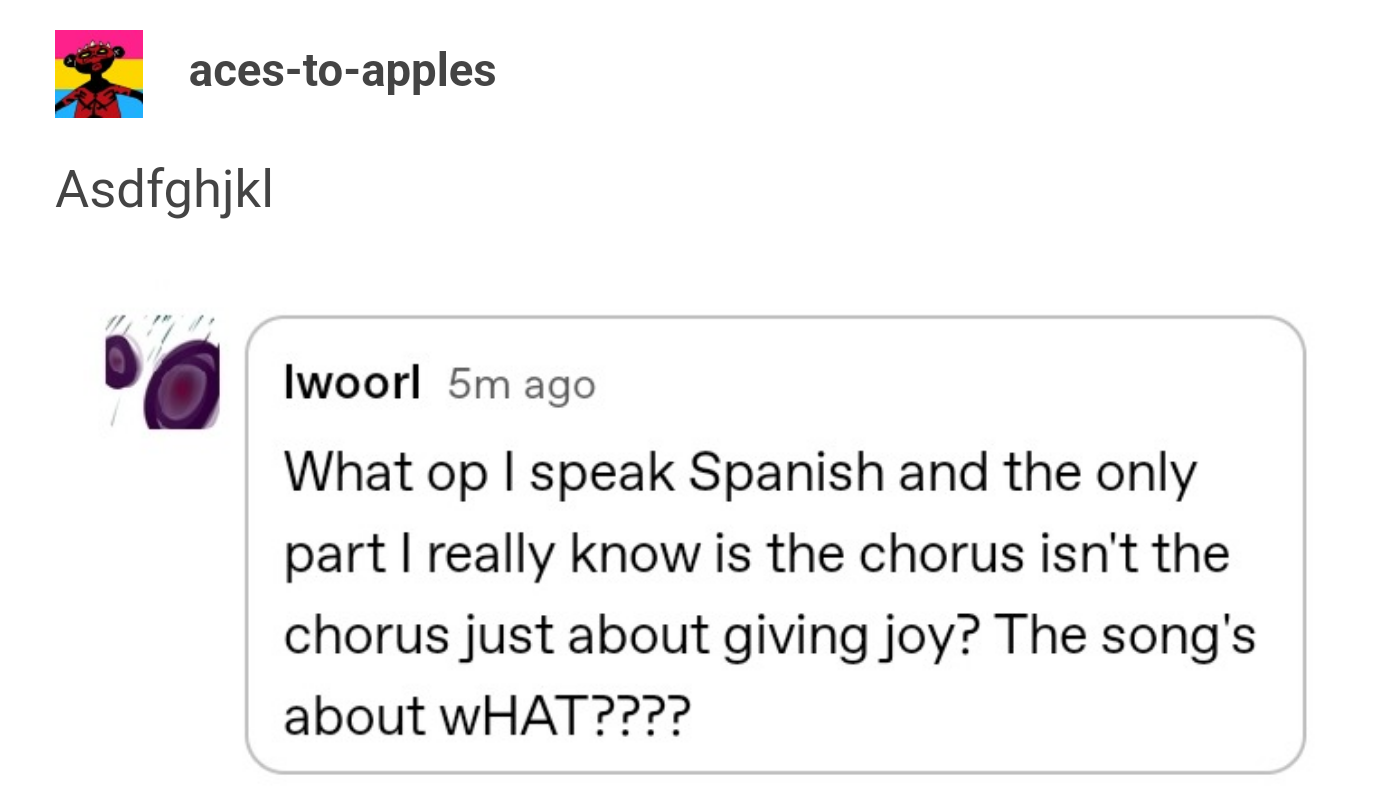 aces-to-apples
Asdfghjkl
lwoorl 5m ago
What op I speak Spanish and the only
part I really know is the chorus isn't the
chorus just about giving joy? The song's
about wHAT????